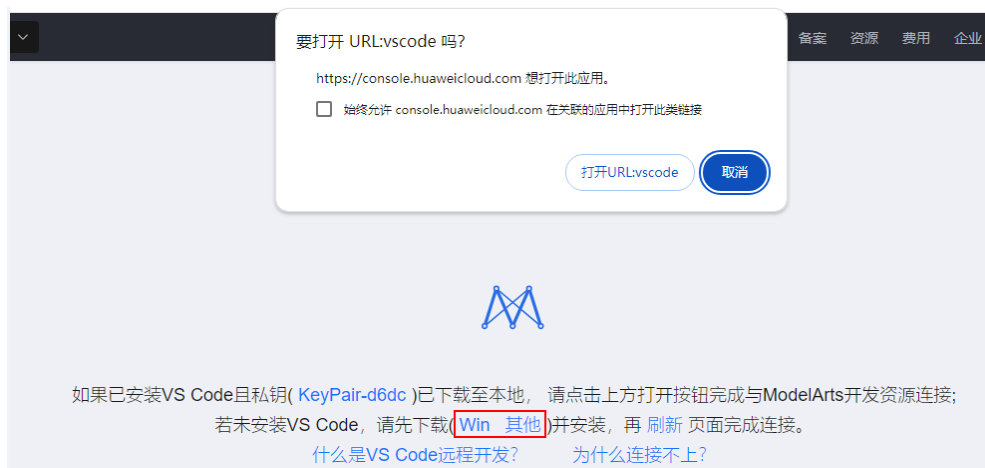 要打开 URL:vscode 吗？
备案 资源 费用 企业
https://console.huaweicloud.com 想打开此应用。
始终允许 console.huaweicloud.com 在关联的应用中打开此类链接
打开URL:vscode 取消
如果已安装VS Code且私钥( KeyPair-d6dc )已下载至本地， 请点击上方打开按钮完成与ModelArts开发资源连接;
若未安装VS Code，请先下载( Win 其他 )并安装，再 刷新 页面完成连接。
什么是VS Code远程开发？ 为什么连接不上？